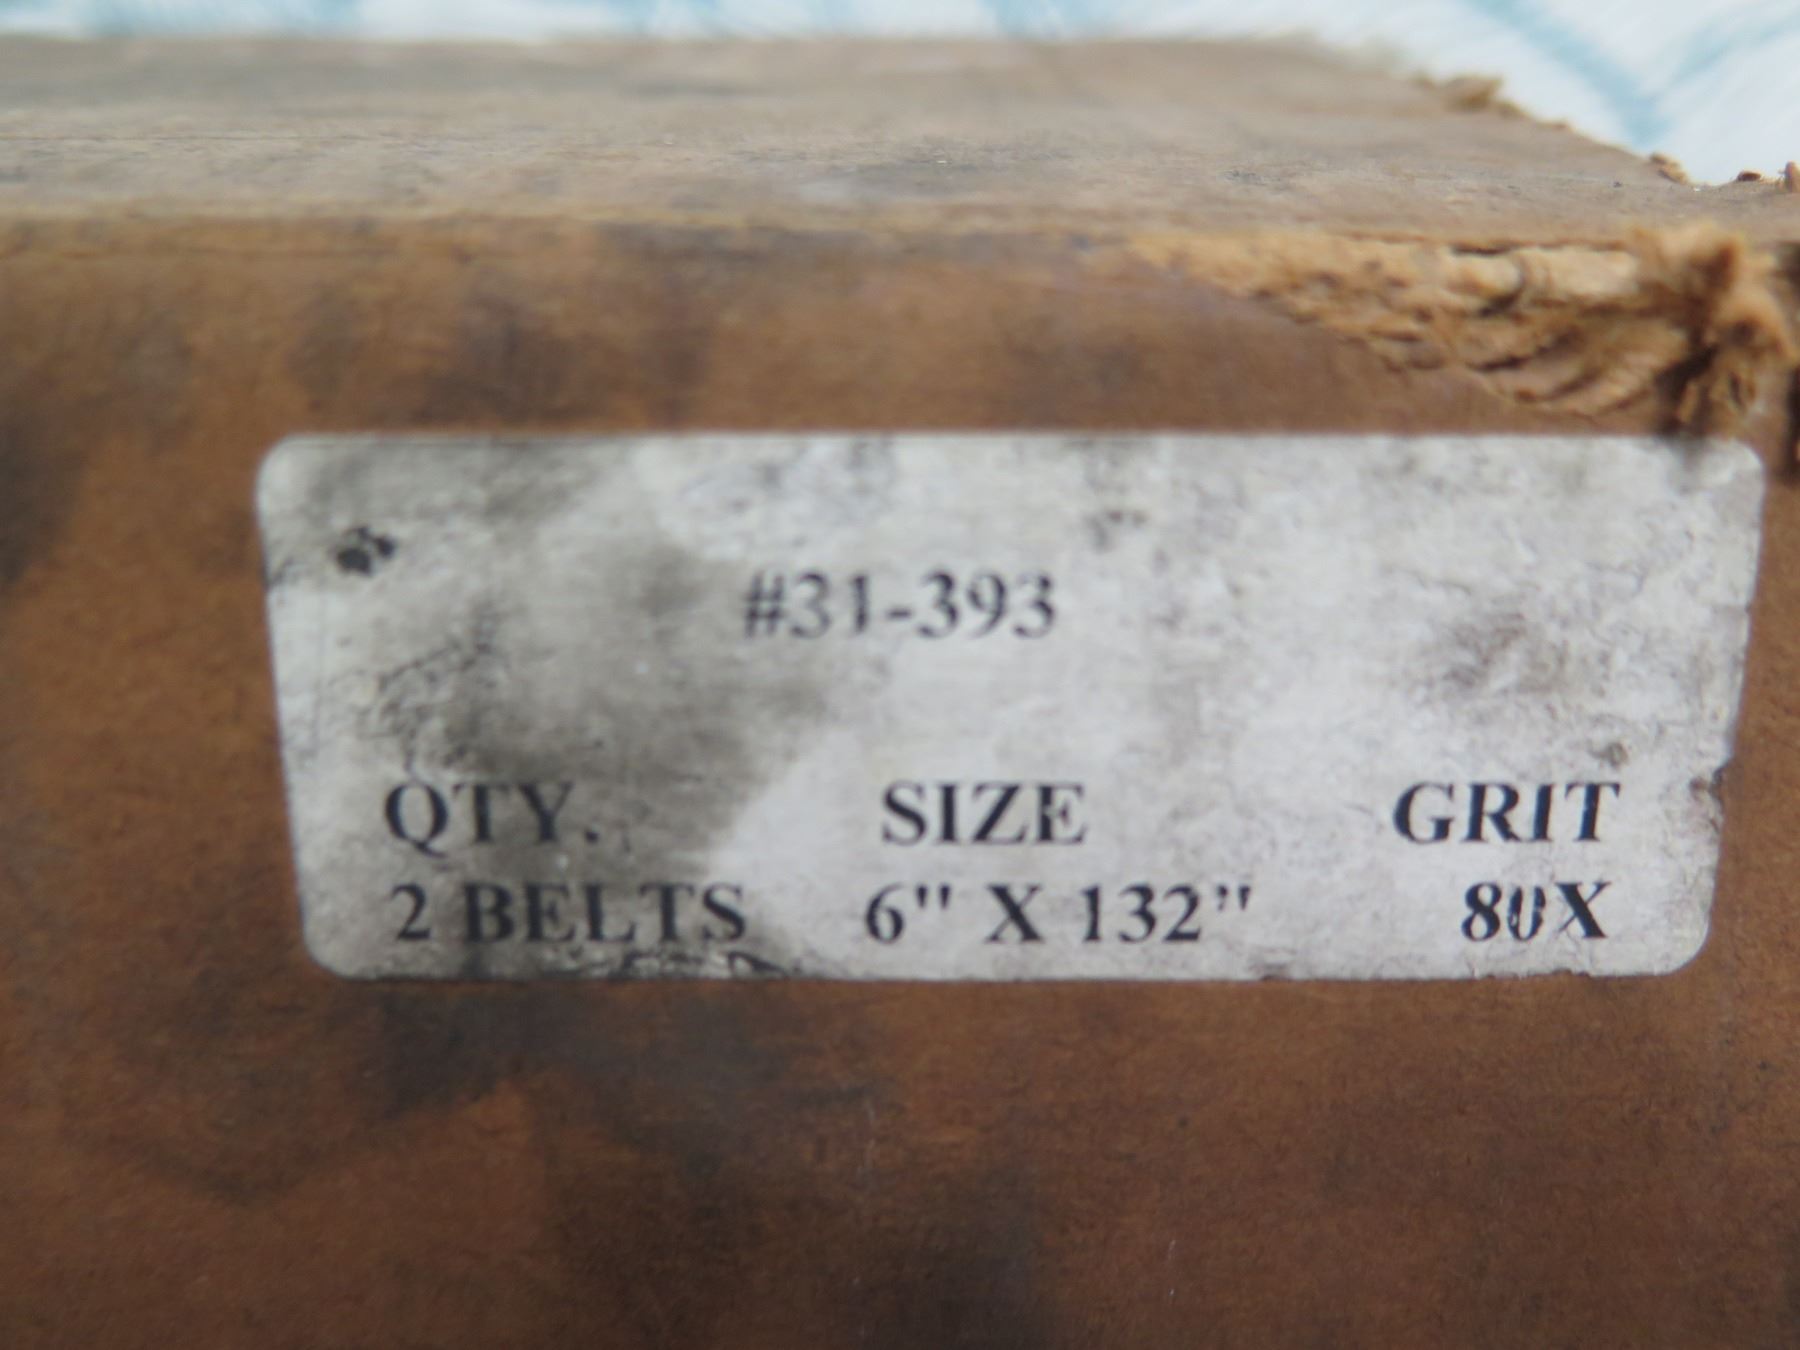 #31-393
QTY. SIZE GRIT
2 BELTS 6" X 132" 80X